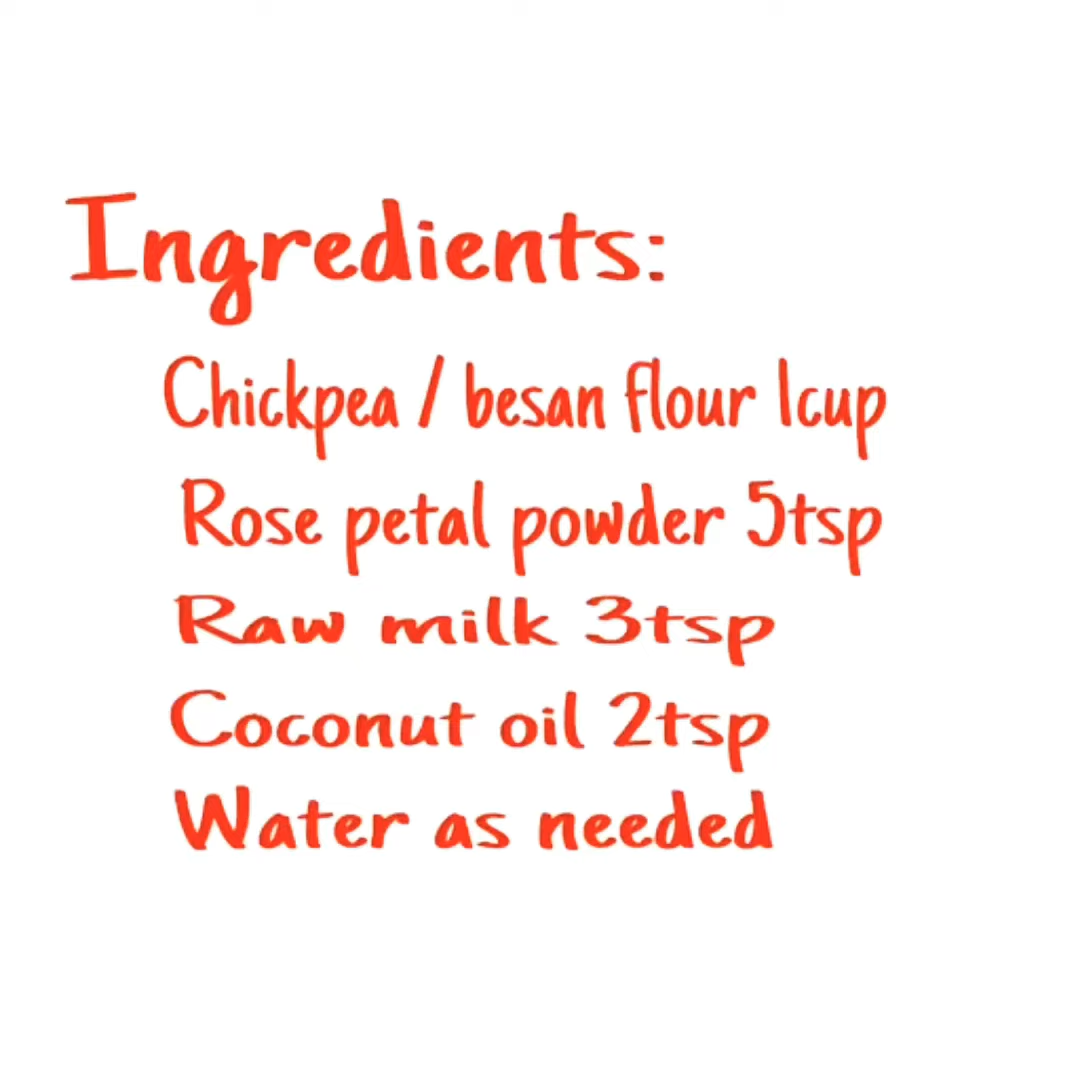 Ingredients:
Chickpea / besan flour 1cup
Rose petal powder 5tsp
Raw milk 3tsp
Coconut oil 2tsp
Water as needed